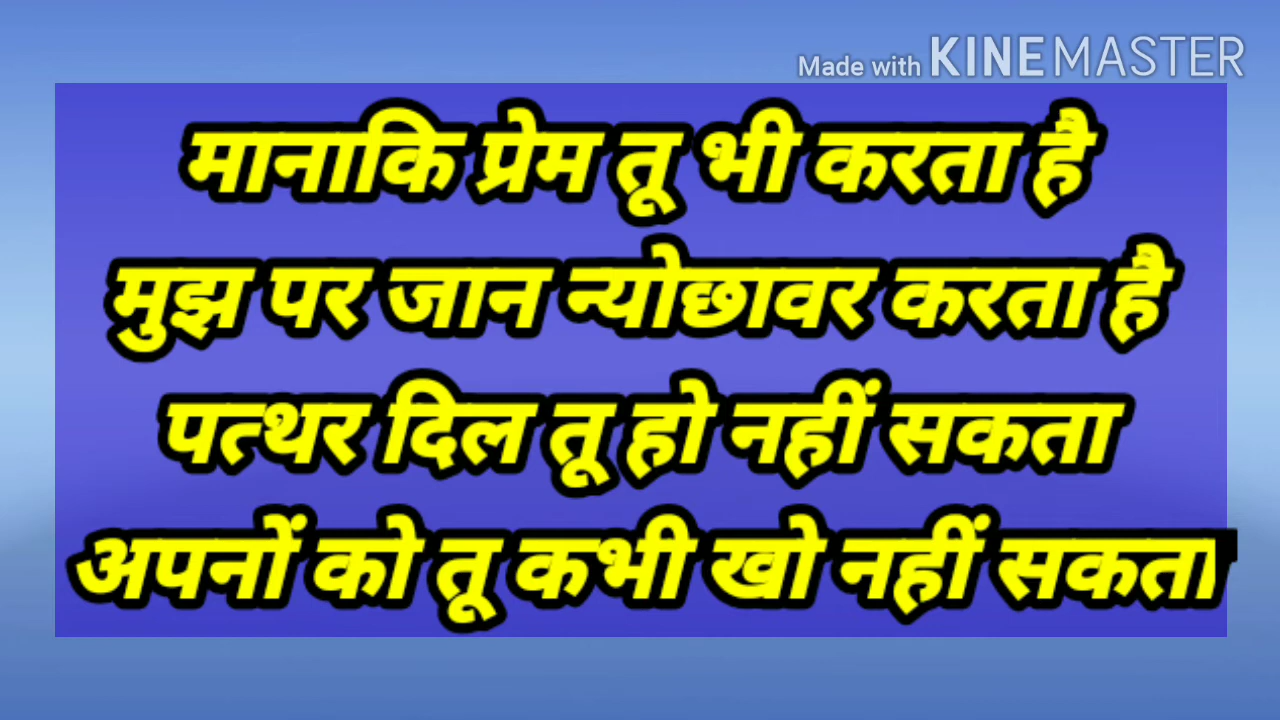 Made with KINEMASTER
मानाकि प्रेम तू भी करता है
मुझ पर जान न्योछावर करता है
पत्थर दिल तू हो नहीं सकता
अपनों को तू कभी खो नहीं सकता